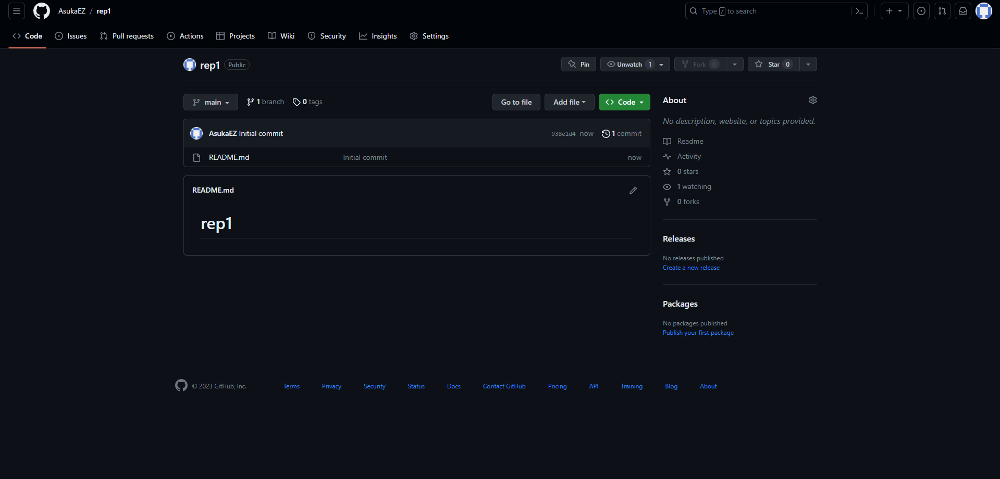 AsukaEZ / rep1
Type / to search
Code Issues Pull requests Actions Projects Wiki Security Insights Settings
rep1 Public
Pin Unwatch 1 Fork 0 Star 0
main 1 branch 0 tags Go to file Add file Code
AsukaEZ Initial commit 938e1d4 now 1 commit
README.md Initial commit now
README.md
rep1
About
No description, website, or topics provided.
Readme
Activity
0 stars
1 watching
0 forks
Releases
No releases published
Create a new release
Packages
No packages published
Publish your first package
© 2023 GitHub, Inc. Terms Privacy Security Status Docs Contact GitHub Pricing API Training Blog About